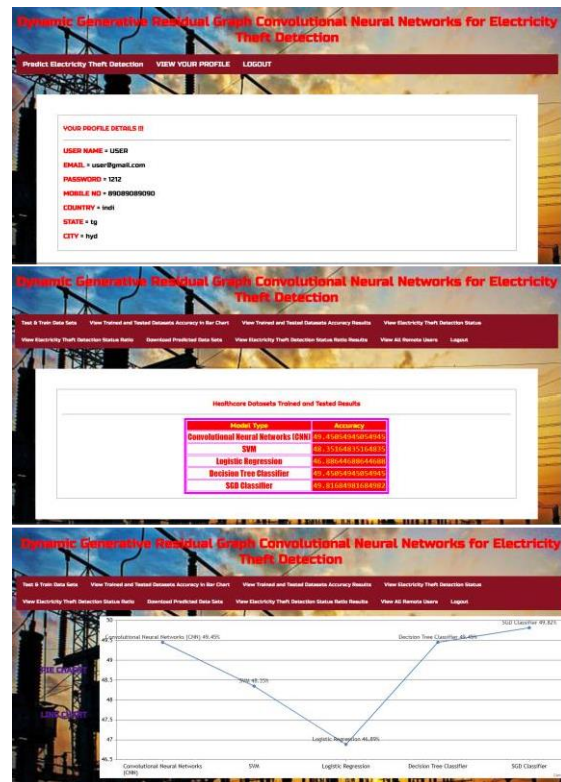 Dynamic Generative Residual Graph Convolutional Neural Networks for Electricity
Theft Detection
Predict Electricity Theft Detection VIEW YOUR PROFILE LOGOUT
YOUR PROFILE DETAILS !!!
USER NAME = USER
EMAIL = user@gmail.com
PASSWORD = 1212
MOBILE NO = 89089089090
COUNTRY = indi
STATE = tg
CITY = hyd
Dynamic Generative Residual Graph Convolutional Neural Networks for Electricity
Theft Detection
Test & Train Data Sets View Trained and Tested Datasets Accuracy in Bar Chart View Trained and Tested Datasets Accuracy Results View Electricity Theft Detection Status
View Electricity Theft Detection Status Ratio Download Predicted Data Sets View Electricity Theft Detection Status Ratio Results View All Remote Users Logout
Healthcare Datasets Trained and Tested Results
Model Type Accuracy
Convolutional Neural Networks (CNN) 49.45054945054945
SVM 48.35164835164835
Logistic Regression 46.88644688644688
Decision Tree Classifier 49.45054945054945
SGD Classifier 49.81684981684982
Dynamic Generative Residual Graph Convolutional Neural Networks for Electricity
Theft Detection
Test & Train Data Sets View Trained and Tested Datasets Accuracy in Bar Chart View Trained and Tested Datasets Accuracy Results View Electricity Theft Detection Status
View Electricity Theft Detection Status Ratio Download Predicted Data Sets View Electricity Theft Detection Status Ratio Results View All Remote Users Logout
50
SGD Classifier 49.82%
49.5
Convolutional Neural Networks (CNN) 49.45%
Decision Tree Classifier 49.45%
49
PIE CHART
48.5
SVM 48.35%
48
LINE CHART
47.5
47
Logistic Regression 46.89%
46.5
Convolutional Neural Networks (CNN) SVM Logistic Regression Decision Tree Classifier SGD Classifier